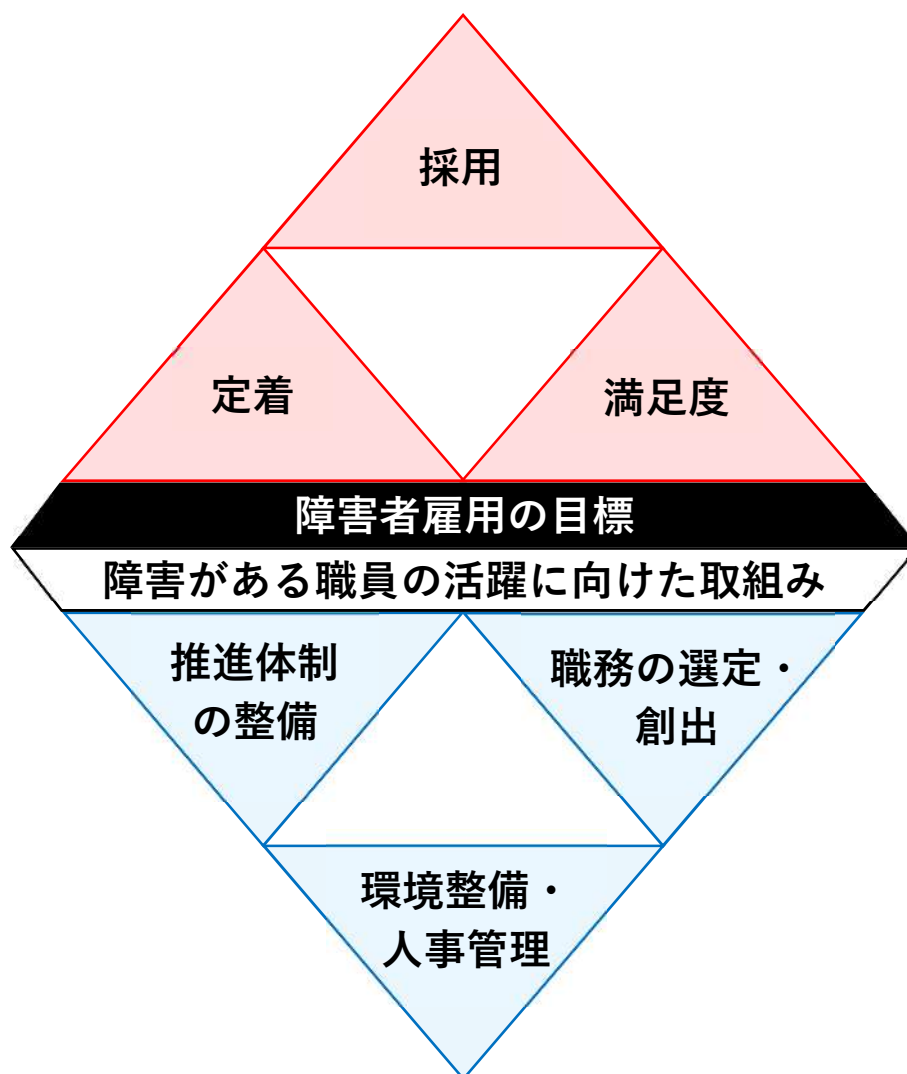 採用
定着
満足度
障害者雇用の目標
障害がある職員の活躍に向けた取組み
推進体制
の整備
職務の選定・
創出
環境整備・
人事管理